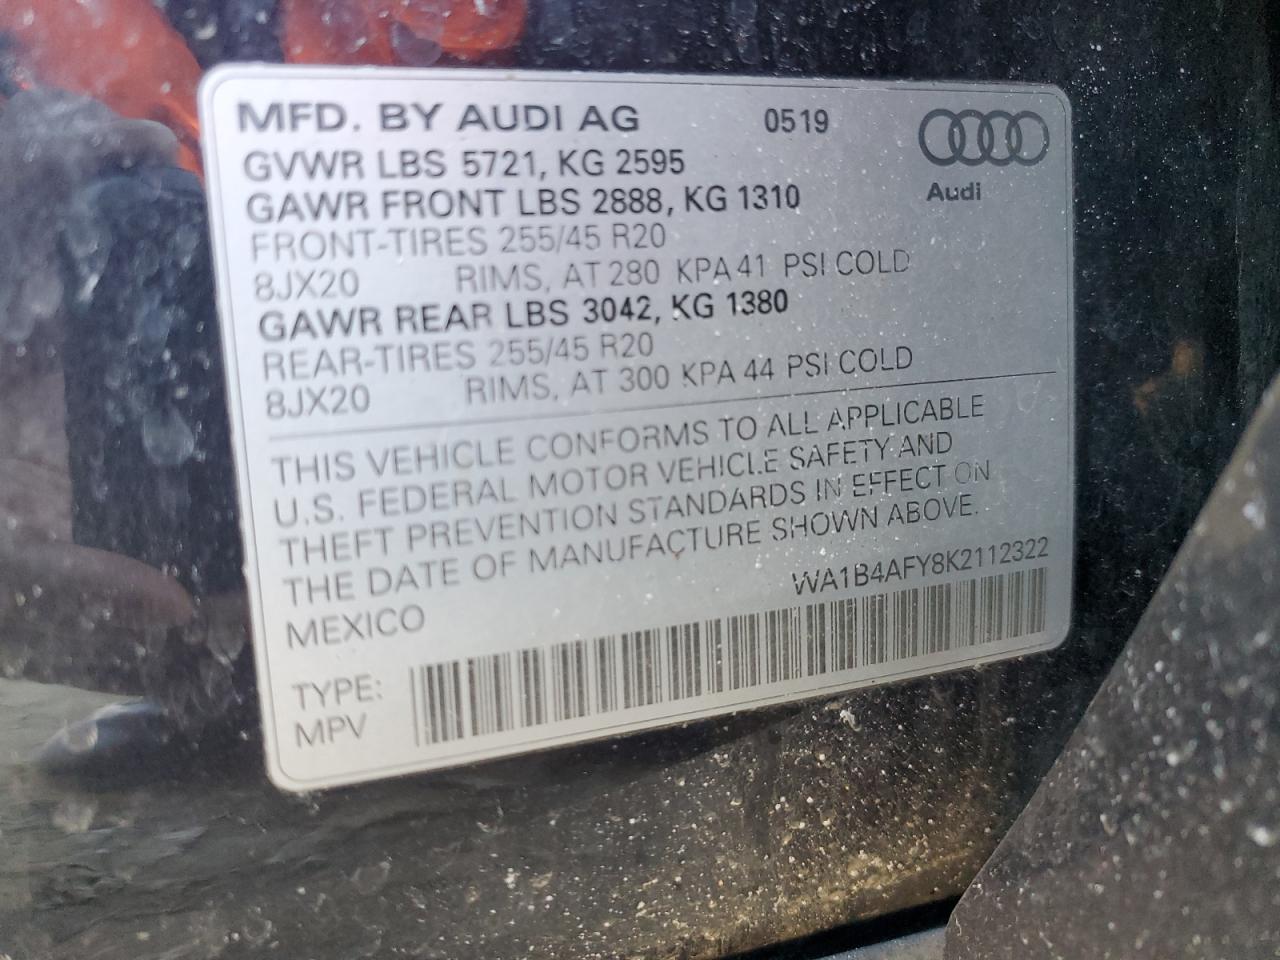 MFD. BY AUDI AG 0519
Audi
GVWR LBS 5721, KG 2595
GAWR FRONT LBS 2888, KG 1310
FRONT-TIRES 255/45 R20
8JX20 RIMS, AT 280 KPA 41 PSI COLD
GAWR REAR LBS 3042, KG 1380
REAR-TIRES 255/45 R20
8JX20 RIMS, AT 300 KPA 44 PSI COLD
THIS VEHICLE CONFORMS TO ALL APPLICABLE
U.S. FEDERAL MOTOR VEHICLE SAFETY AND
THEFT PREVENTION STANDARDS IN EFFECT ON
THE DATE OF MANUFACTURE SHOWN ABOVE.
MEXICO WA1B4AFY8K2112322
TYPE:
MPV